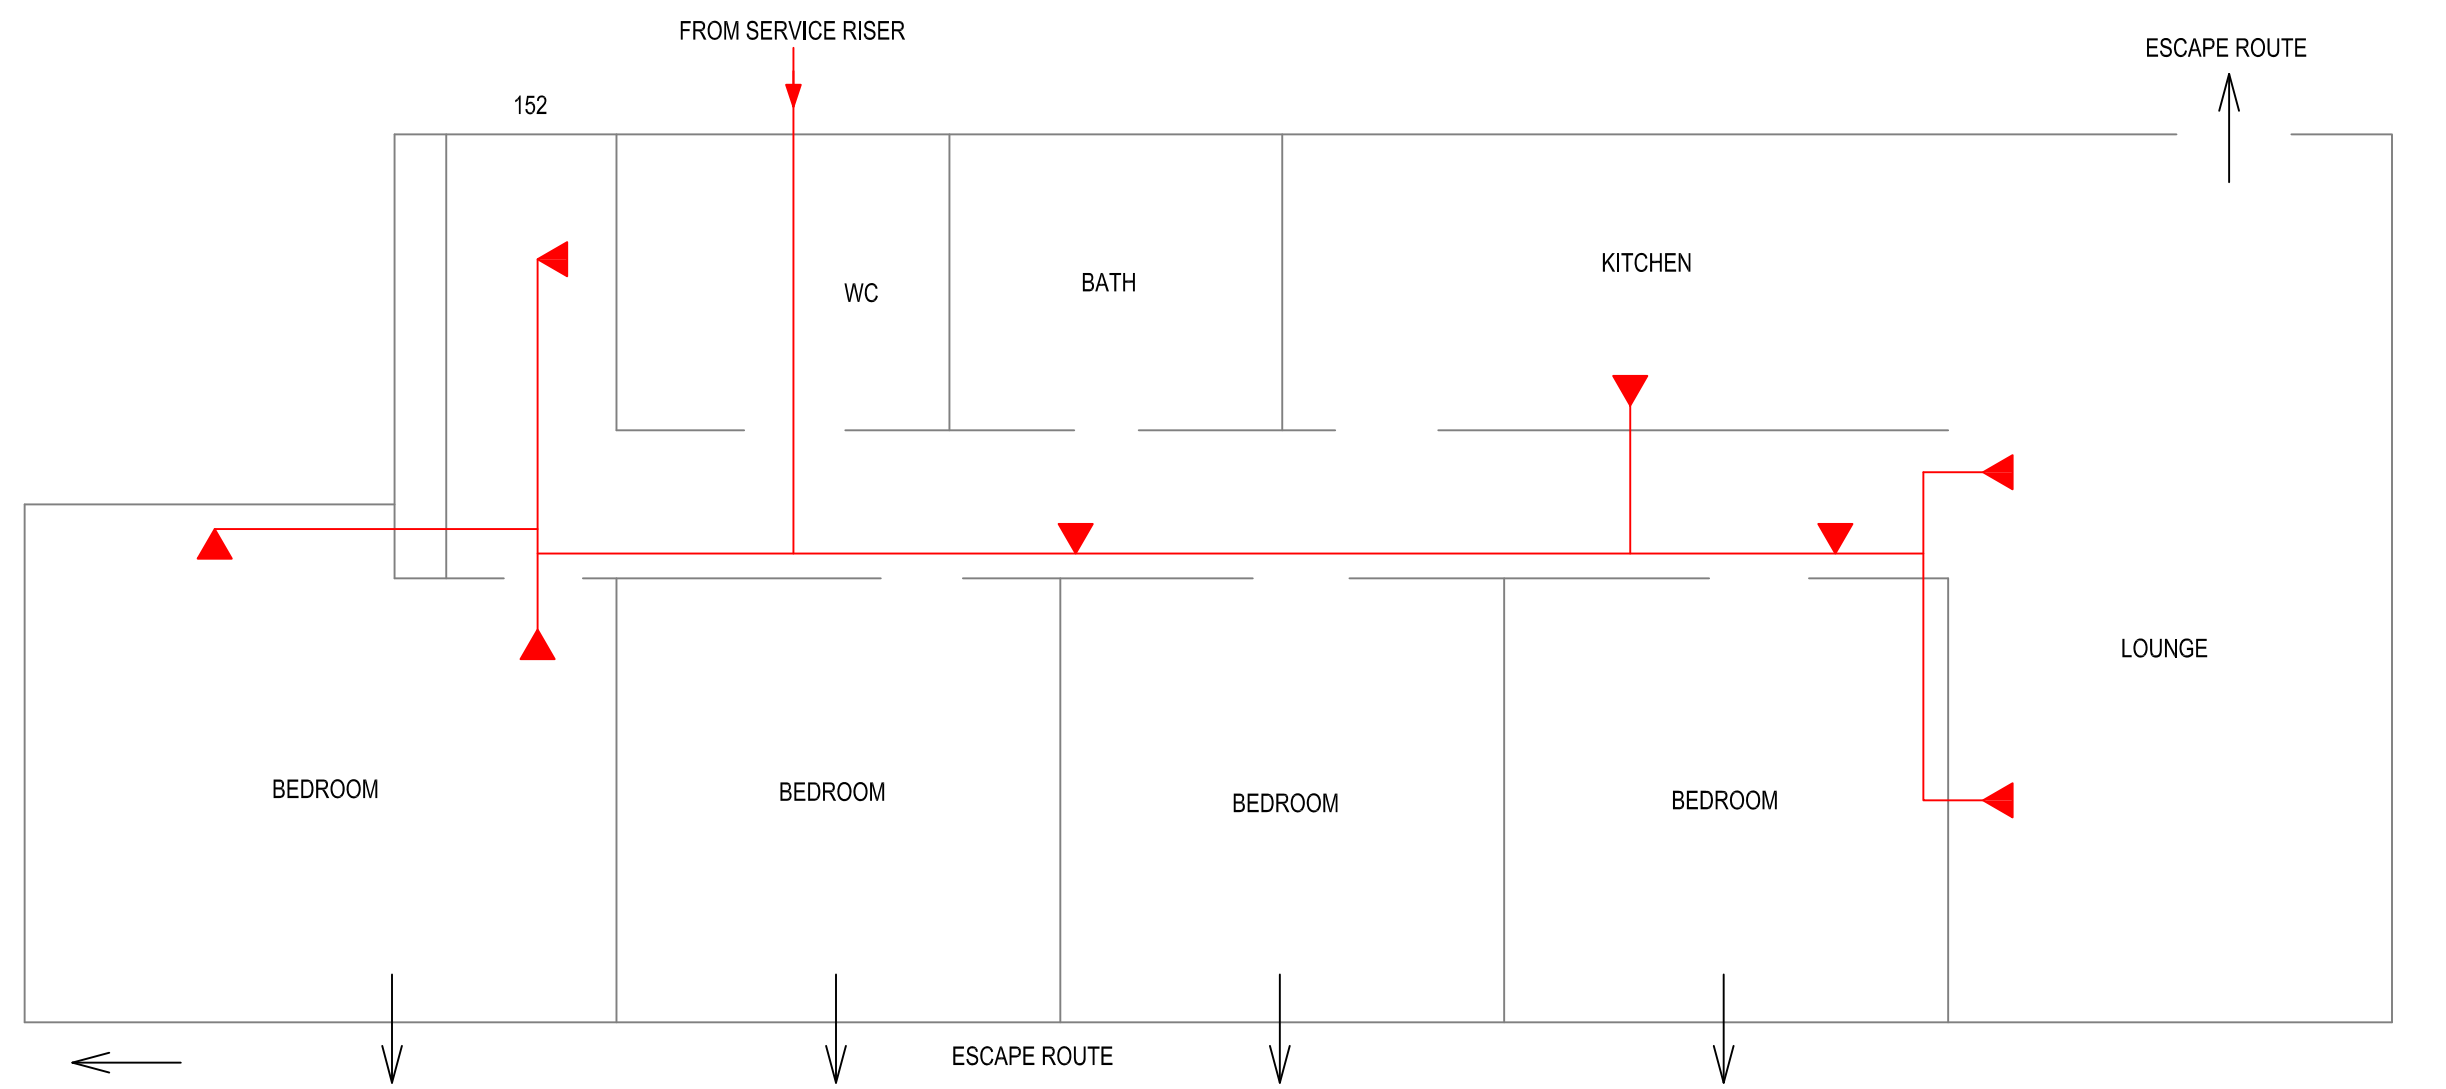 FROM SERVICE RISER
ESCAPE ROUTE
152
WC
BATH
KITCHEN
LOUNGE
BEDROOM
BEDROOM
BEDROOM
BEDROOM
ESCAPE ROUTE